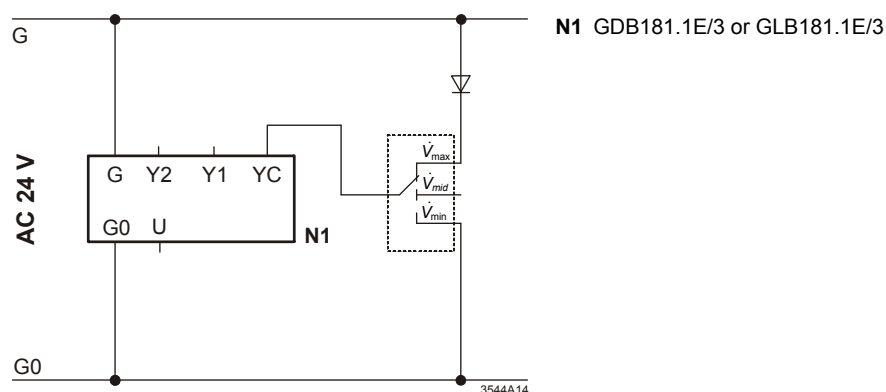 G
N1 GDB181.1E/3 or GLB181.1E/3
AC 24 V
V̇max
V̇mid
V̇min
G Y2 Y1 YC
G0 U
N1
G0
3544A14